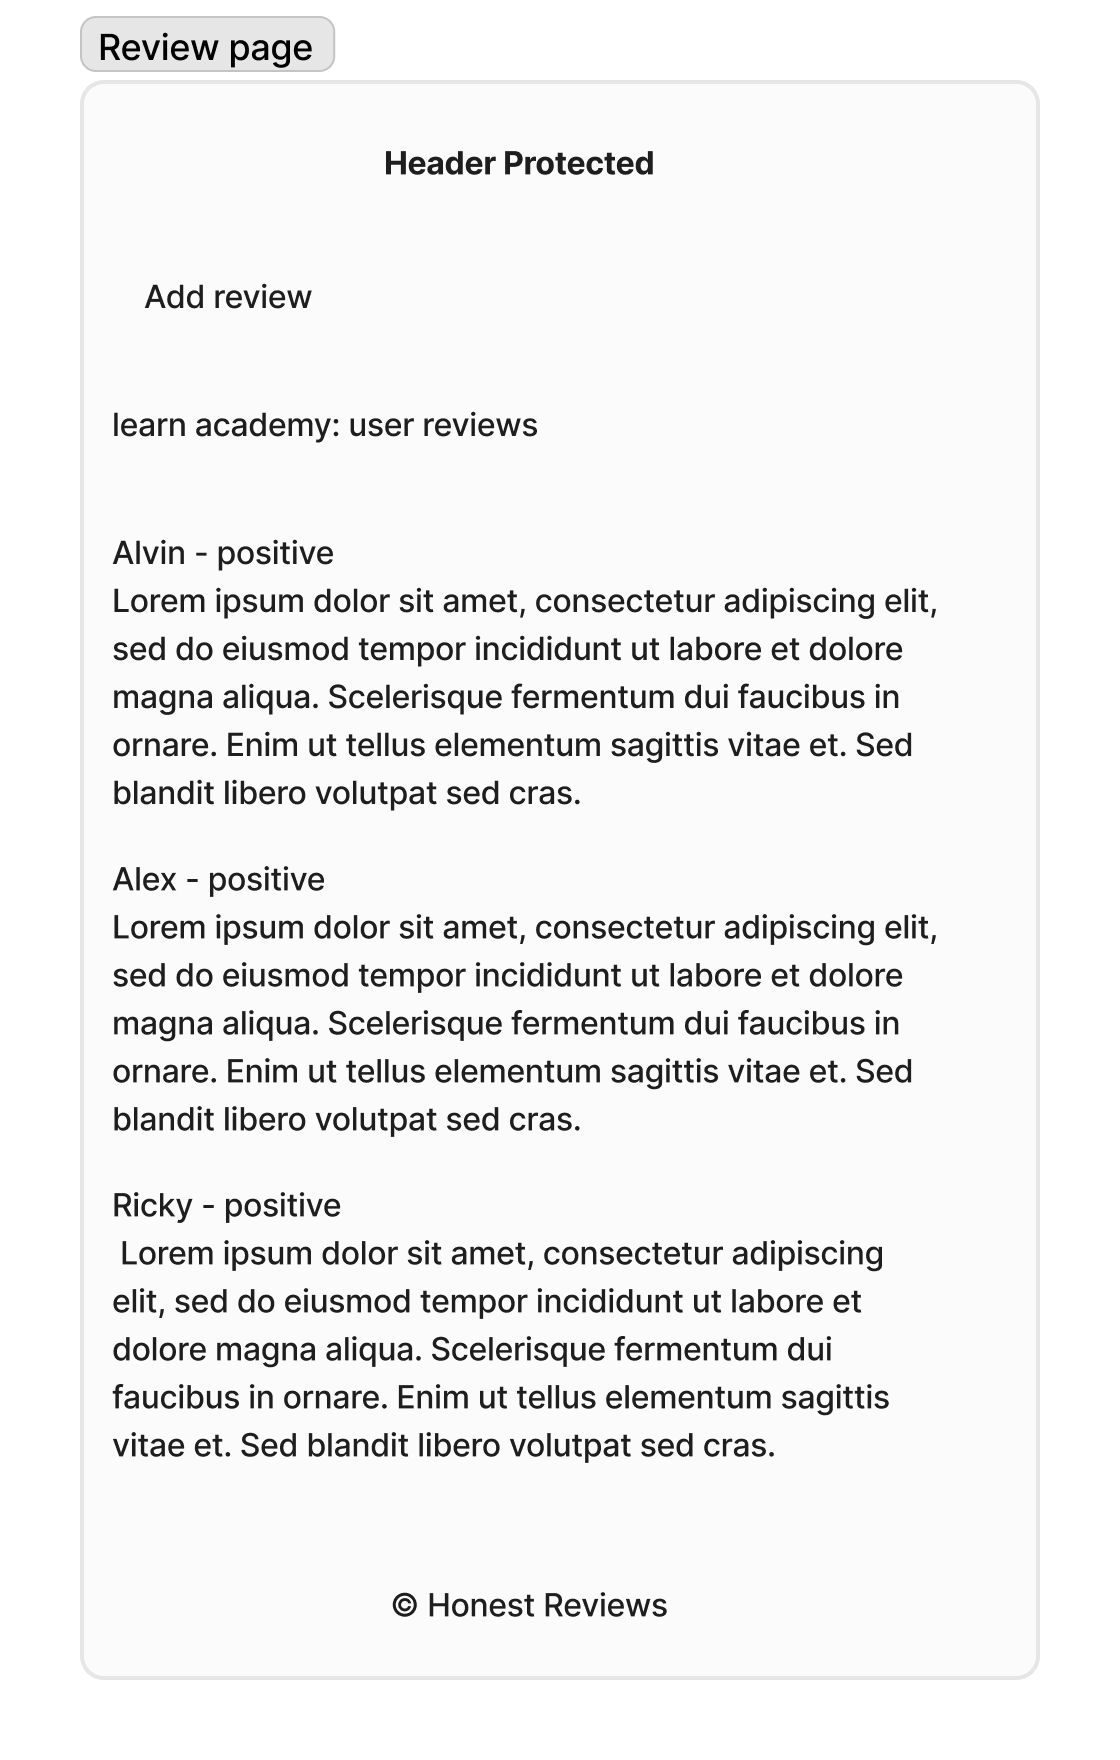 Review page
Header Protected
Add review
learn academy: user reviews
Alvin - positive
Lorem ipsum dolor sit amet, consectetur adipiscing elit,
sed do eiusmod tempor incididunt ut labore et dolore
magna aliqua. Scelerisque fermentum dui faucibus in
ornare. Enim ut tellus elementum sagittis vitae et. Sed
blandit libero volutpat sed cras.
Alex - positive
Lorem ipsum dolor sit amet, consectetur adipiscing elit,
sed do eiusmod tempor incididunt ut labore et dolore
magna aliqua. Scelerisque fermentum dui faucibus in
ornare. Enim ut tellus elementum sagittis vitae et. Sed
blandit libero volutpat sed cras.
Ricky - positive
Lorem ipsum dolor sit amet, consectetur adipiscing
elit, sed do eiusmod tempor incididunt ut labore et
dolore magna aliqua. Scelerisque fermentum dui
faucibus in ornare. Enim ut tellus elementum sagittis
vitae et. Sed blandit libero volutpat sed cras.
© Honest Reviews